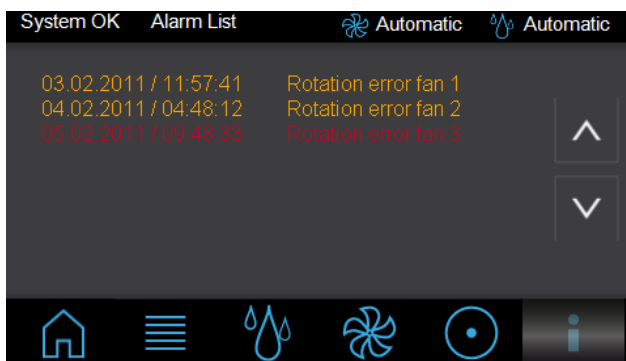 System OK Alarm List Automatic Automatic
03.02.2011 / 11:57:41 Rotation error fan 1
04.02.2011 / 04:48:12 Rotation error fan 2
05.02.2011 / 09:48:33 Rotation error fan 3